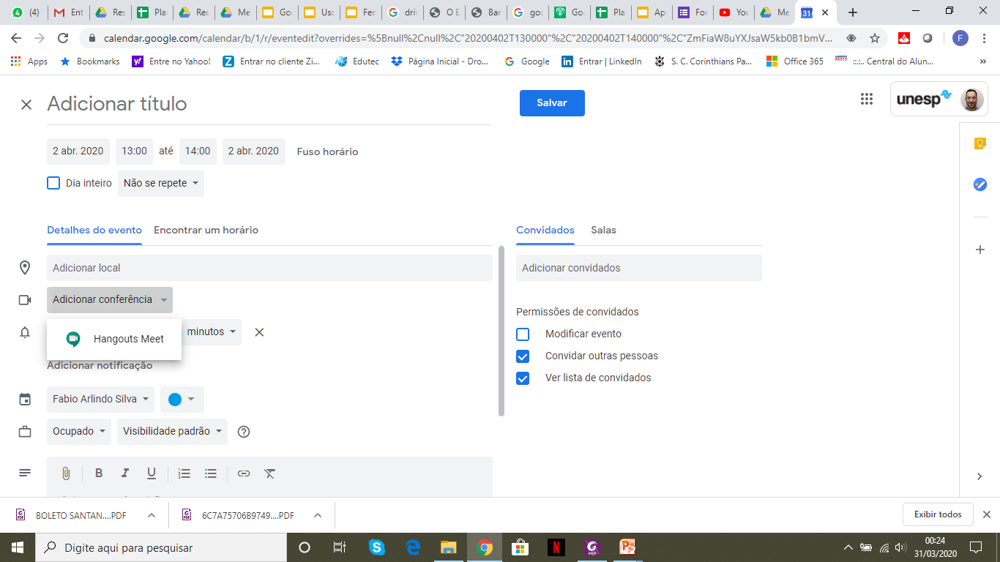 (4) Ent Res Plar Rec Me Goo Uso Fer driv O E Bar goo Go Pla Apr For You Me 31
calendar.google.com/calendar/b/1/r/eventedit?overrides=%5Bnull%2Cnull%2C"20200402T130000"%2C"20200402T140000"%2C"ZmFiaW8uYXJsaW5kb0B1bmV... F
Apps Bookmarks Entre no Yahoo! Entrar no cliente Zi... Edutec Página Inicial - Dro... Google Entrar | LinkedIn S. C. Corinthians Pa... Office 365 ::..:. Central do Alun... »
Adicionar título Salvar unesp
2 abr. 2020 13:00 até 14:00 2 abr. 2020 Fuso horário
Dia inteiro Não se repete
Detalhes do evento Encontrar um horário Convidados Salas
Adicionar local Adicionar convidados
Adicionar conferência
Permissões de convidados
Hangouts Meet minutos Modificar evento
Convidar outras pessoas
Adicionar notificação
Ver lista de convidados
Fabio Arlindo Silva
Ocupado Visibilidade padrão
B I U
BOLETO SANTAN....PDF 6C7A75706B9749....PDF Exibir todos
Digite aqui para pesquisar 00:24
31/03/2020